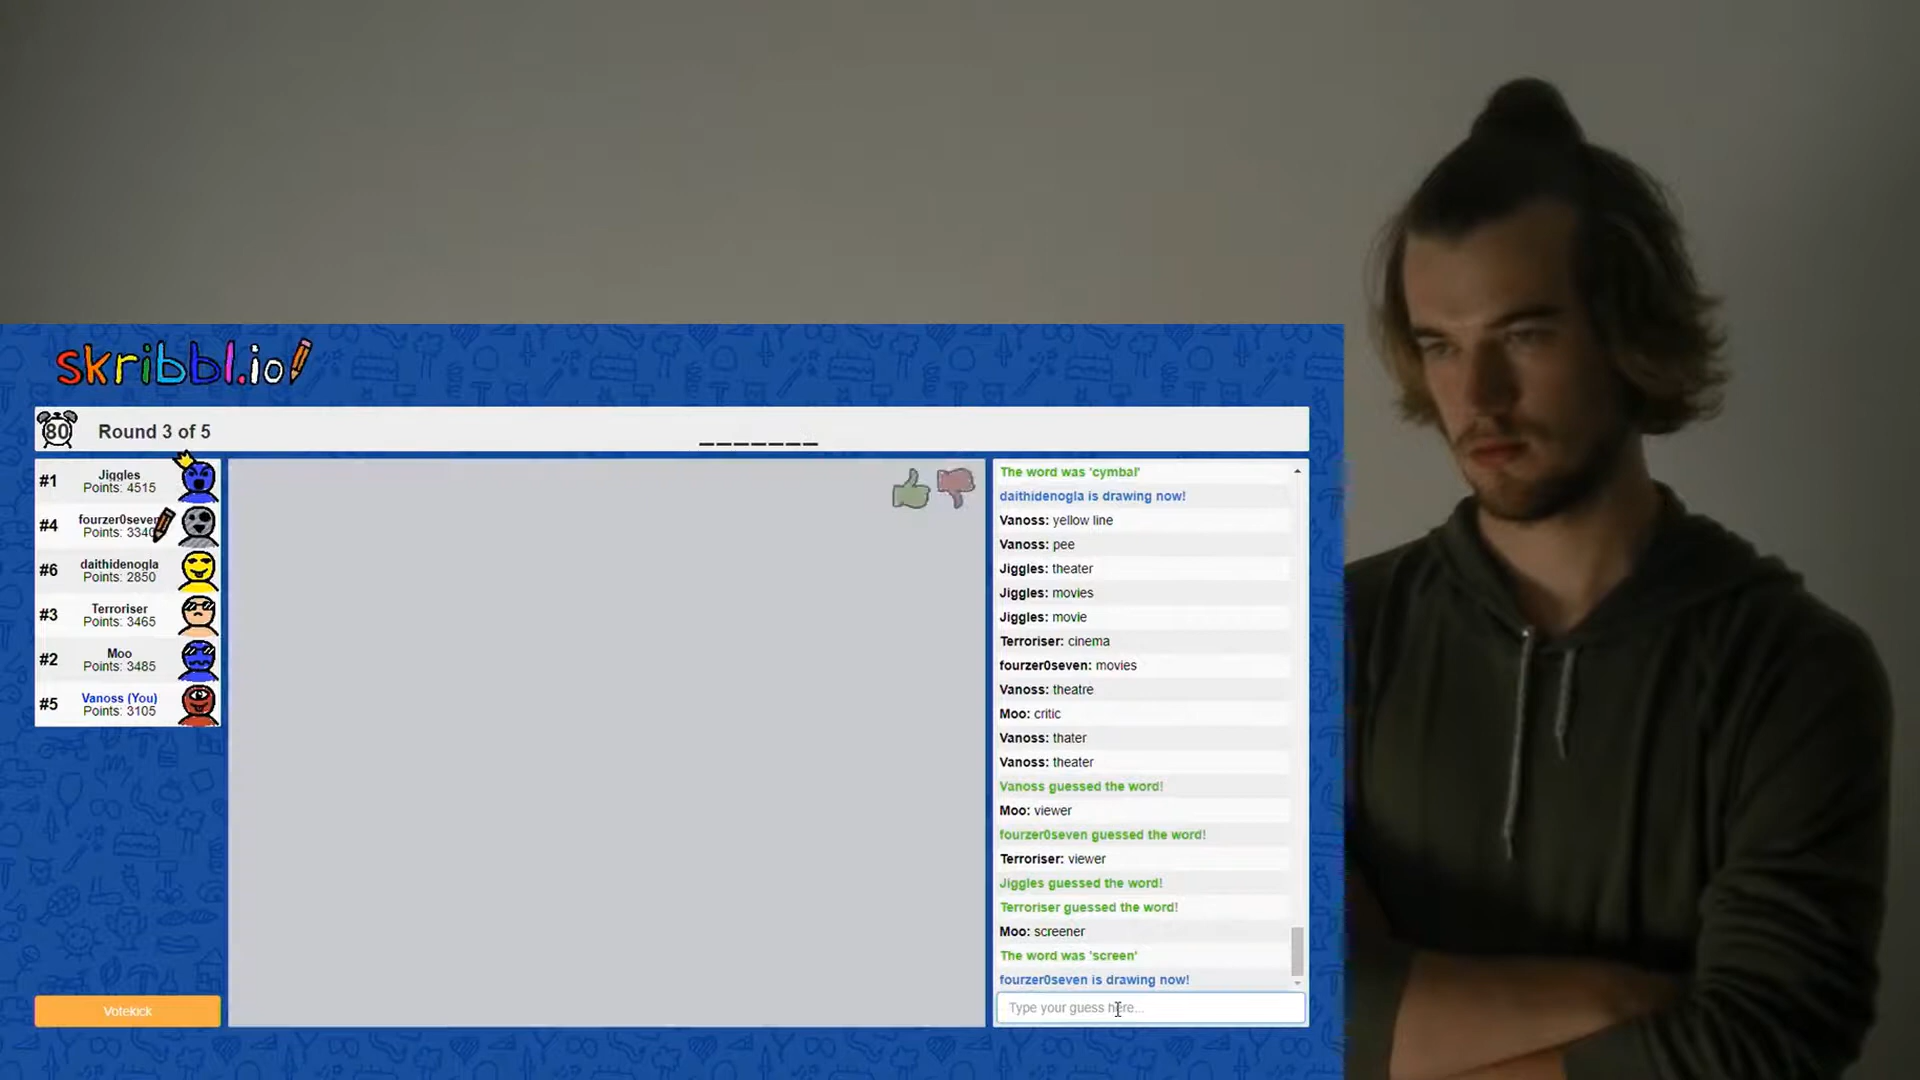 skribbl.io
80
Round 3 of 5
_______
#1
Jiggles
Points: 4515
#4
fourzer0seven
Points: 3340
#6
daithidenogla
Points: 2850
#3
Terroriser
Points: 3465
#2
Moo
Points: 3485
#5
Vanoss (You)
Points: 3105
Votekick
The word was 'cymbal'
daithidenogla is drawing now!
Vanoss: yellow line
Vanoss: pee
Jiggles: theater
Jiggles: movies
Jiggles: movie
Terroriser: cinema
fourzer0seven: movies
Vanoss: theatre
Moo: critic
Vanoss: thater
Vanoss: theater
Vanoss guessed the word!
Moo: viewer
fourzer0seven guessed the word!
Terroriser: viewer
Jiggles guessed the word!
Terroriser guessed the word!
Moo: screener
The word was 'screen'
fourzer0seven is drawing now!
Type your guess here...